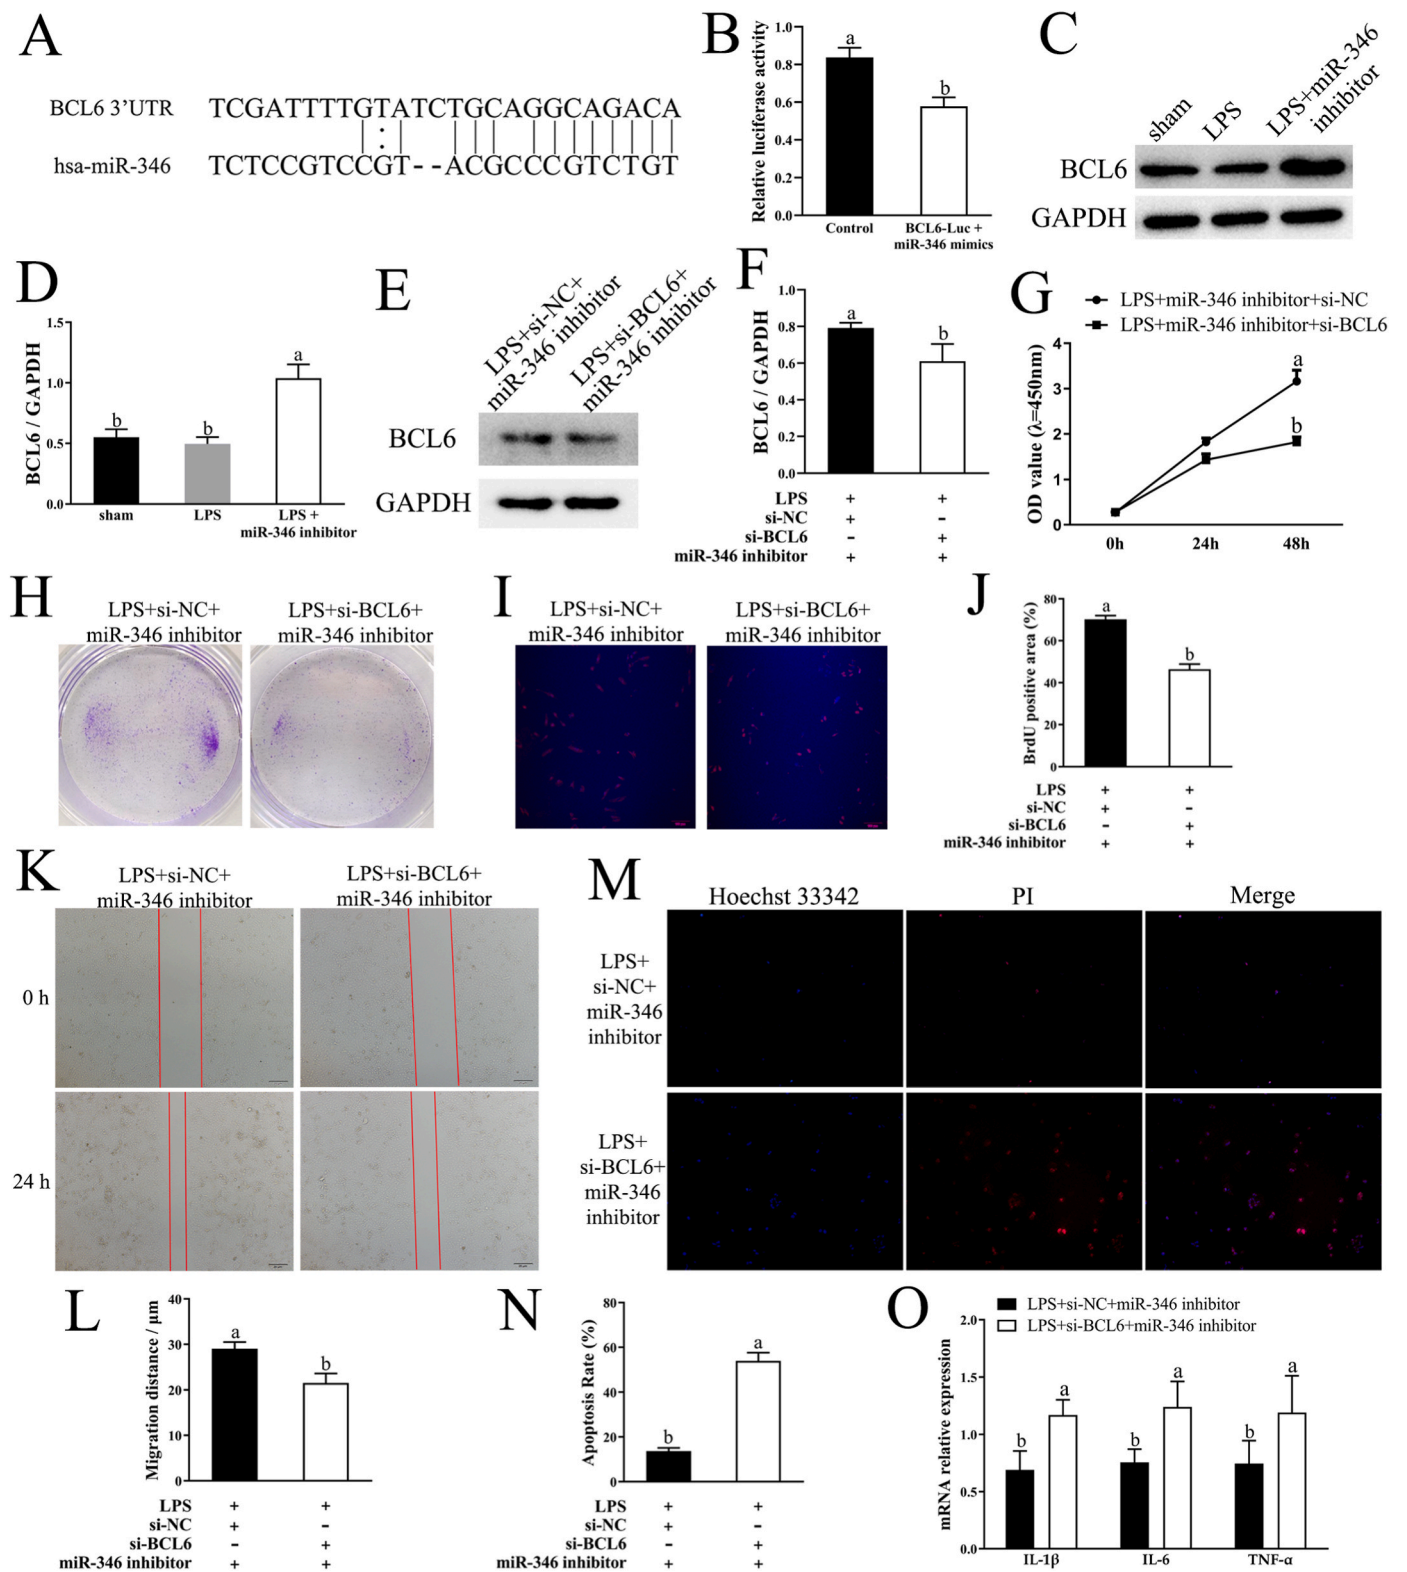 A
BCL6 3’UTR TCGATTTTGTATCTGCAGGCAGACA
hsa-miR-346 TCTCCGTCCGT--ACGCCCGTCTGT
B
Relative luciferase activity
1.0
0.8
0.6
0.4
0.2
0.0
a
b
Control
BCL6-Luc +
miR-346 mimics
C
sham
LPS
LPS+miR-346
inhibitor
BCL6
GAPDH
D
BCL6 / GAPDH
1.5
1.0
0.5
0.0
b
b
a
sham
LPS
LPS +
miR-346 inhibitor
E
LPS+si-NC+
miR-346 inhibitor
LPS+si-BCL6+
miR-346 inhibitor
BCL6
GAPDH
F
BCL6 / GAPDH
1.0
0.8
0.6
0.4
0.2
0.0
a
b
LPS + +
si-NC + -
si-BCL6 - +
miR-346 inhibitor + +
G
LPS+miR-346 inhibitor+si-NC
LPS+miR-346 inhibitor+si-BCL6
OD value (λ=450nm)
4
3
2
1
0
a
b
0h
24h
48h
H
LPS+si-NC+
miR-346 inhibitor
LPS+si-BCL6+
miR-346 inhibitor
I
LPS+si-NC+
miR-346 inhibitor
LPS+si-BCL6+
miR-346 inhibitor
J
BrdU positive area (%)
80
60
40
20
0
a
b
LPS + +
si-NC + -
si-BCL6 - +
miR-346 inhibitor + +
K
LPS+si-NC+
miR-346 inhibitor
LPS+si-BCL6+
miR-346 inhibitor
0 h
24 h
M
Hoechst 33342
PI
Merge
LPS+
si-NC+
miR-346
inhibitor
LPS+
si-BCL6+
miR-346
inhibitor
L
Migration distance / μm
40
30
20
10
0
a
b
LPS + +
si-NC + -
si-BCL6 - +
miR-346 inhibitor + +
N
Apoptosis Rate (%)
80
60
40
20
0
b
a
LPS + +
si-NC + -
si-BCL6 - +
miR-346 inhibitor + +
O
LPS+si-NC+miR-346 inhibitor
LPS+si-BCL6+miR-346 inhibitor
mRNA relative expression
2.0
1.5
1.0
0.5
0.0
b
a
b
a
b
a
IL-1β
IL-6
TNF-α